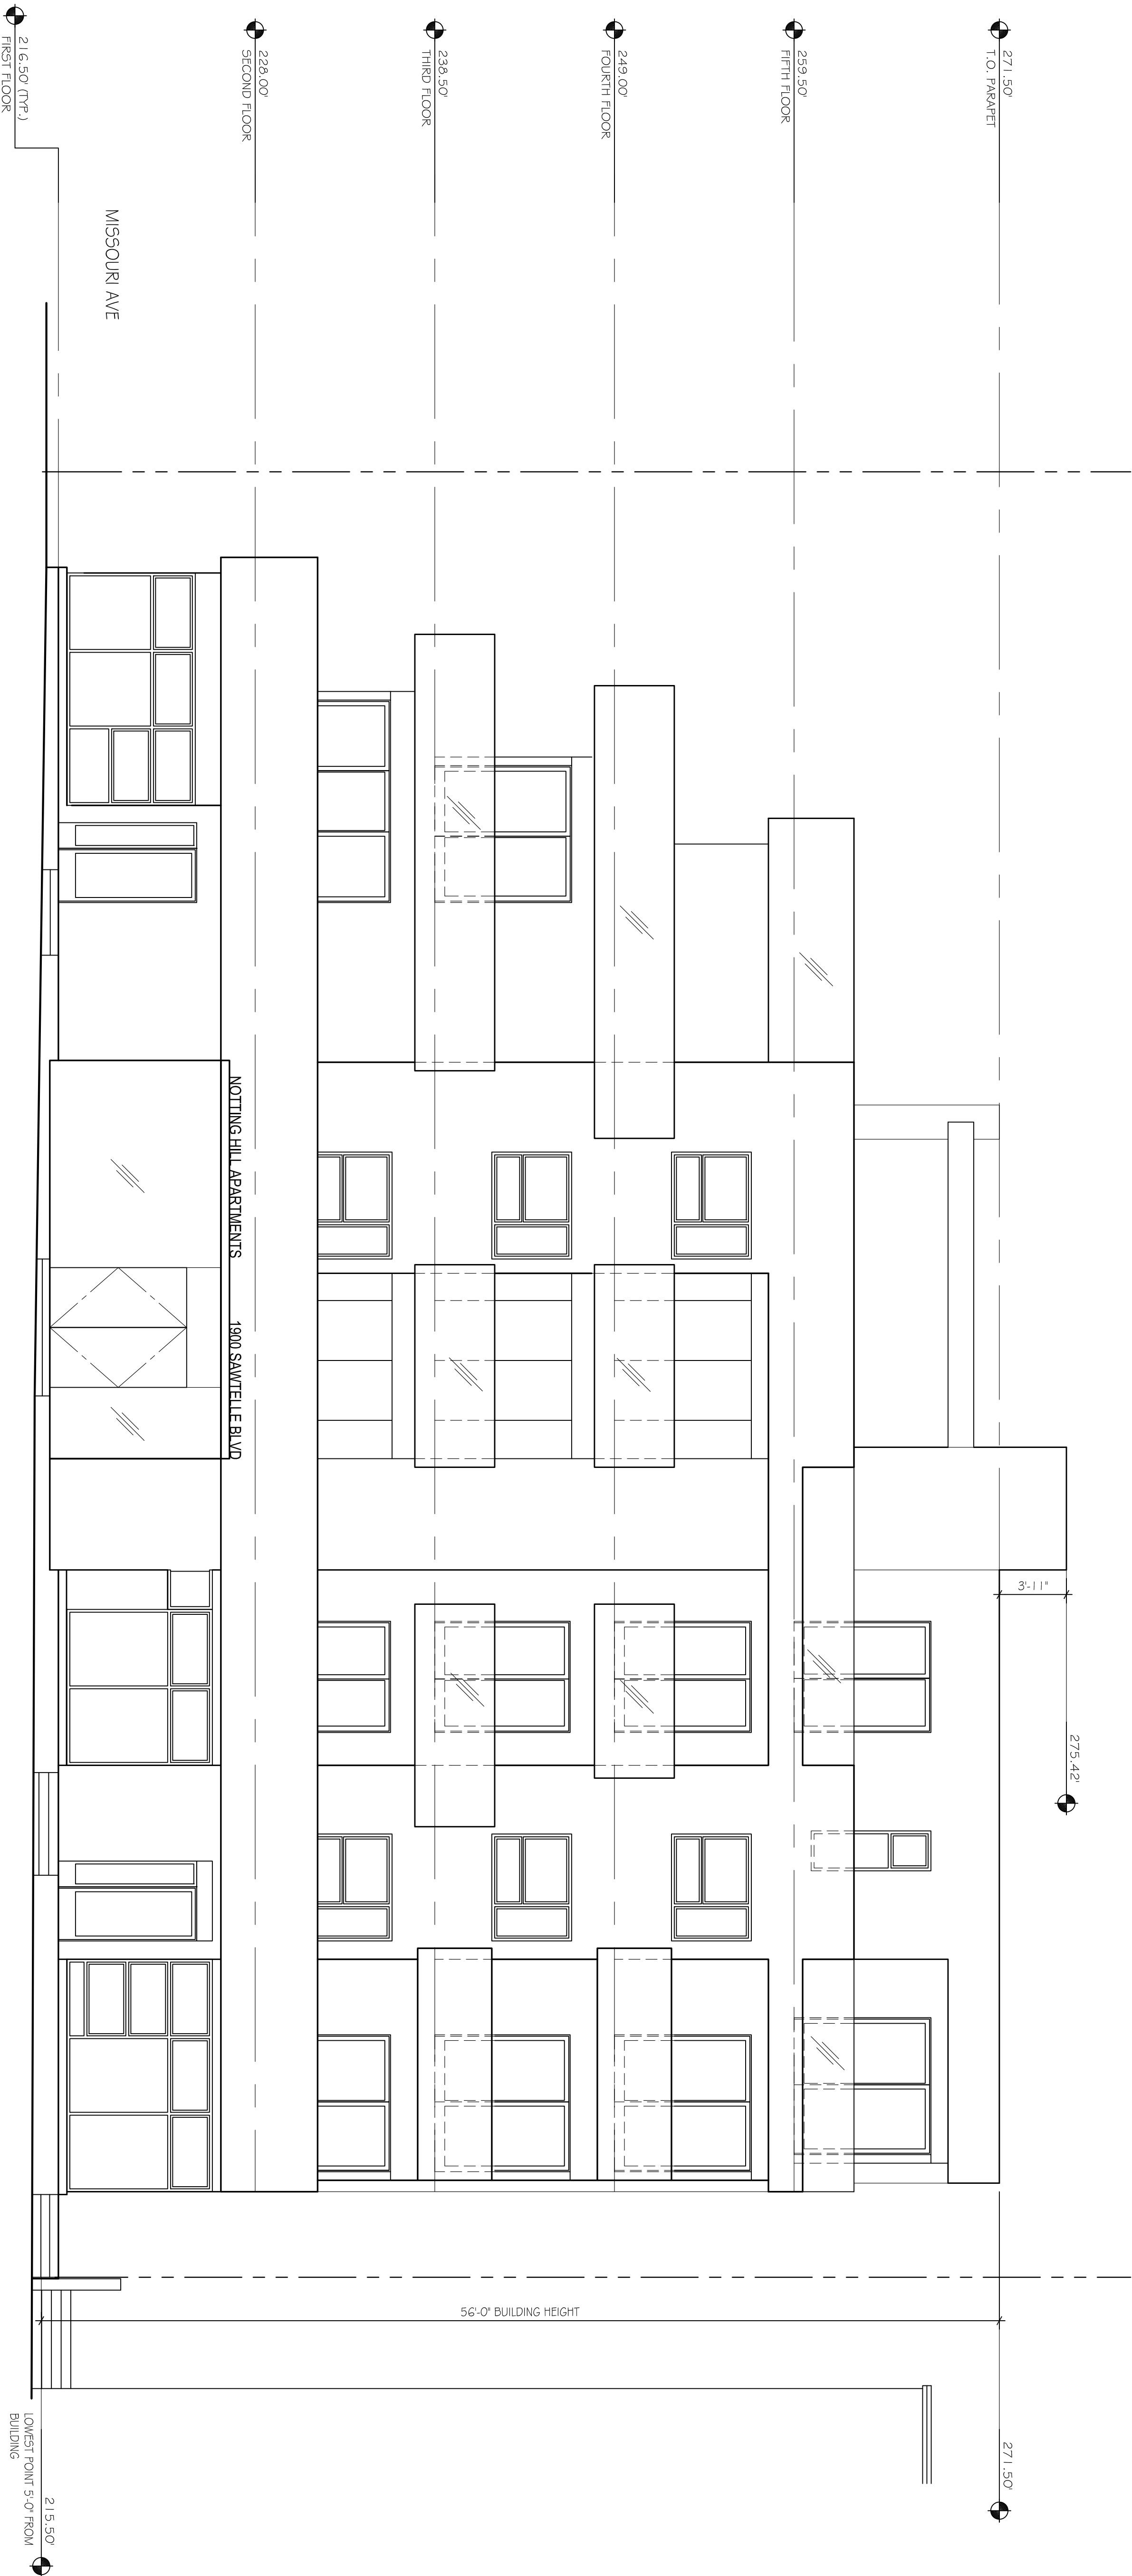 271.50'
T.O. PARAPET
259.50'
FIFTH FLOOR
249.00'
FOURTH FLOOR
238.50'
THIRD FLOOR
228.00'
SECOND FLOOR
216.50' (TYP.)
FIRST FLOOR
MISSOURI AVE
NOTTING HILL APARTMENTS
1900 SAWTELLE BLVD
3'-11"
275.42'
56'-0" BUILDING HEIGHT
271.50'
215.50'
LOWEST POINT 5'-0" FROM
BUILDING